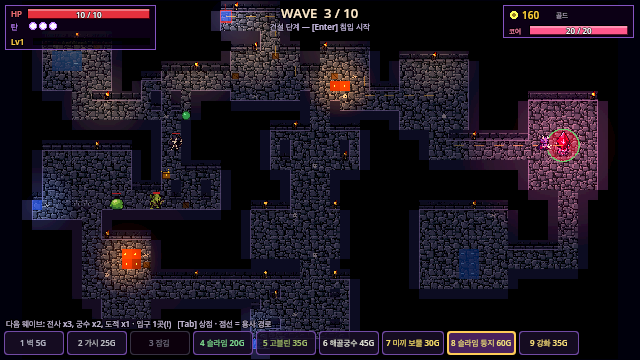 HP 10 / 10
탄
Lv1
WAVE 3 / 10
건설 단계 — [Enter] 침입 시작
160 골드
코어 20 / 20
다음 웨이브: 전사 x3, 궁수 x2, 도적 x1 · 입구 1곳(!) [Tab] 상점 · 점선 = 용사 경로
1 벽 5G
2 가시 25G
3 잠김
4 슬라임 20G
5 고블린 35G
6 해골궁수 45G
7 미끼 보물 30G
8 슬라임 둥지 60G
9 강화 35G